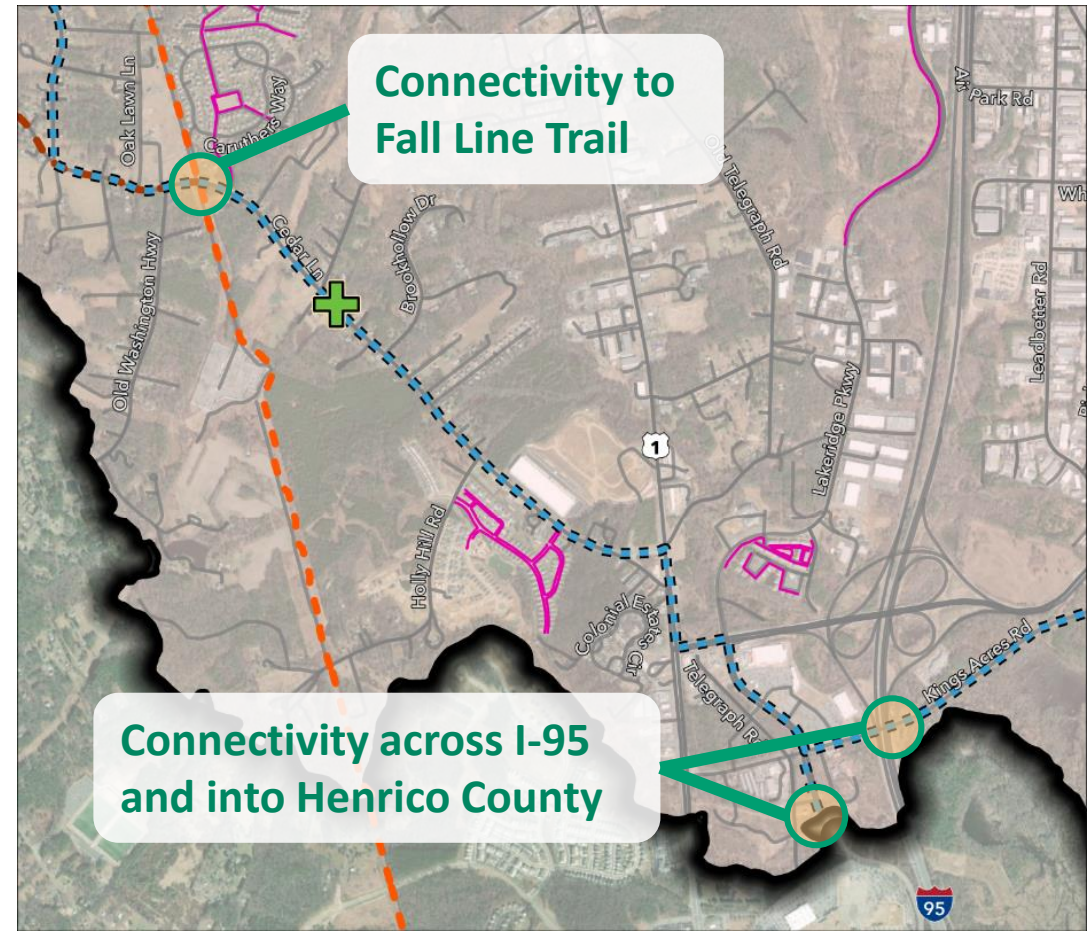 Connectivity to
Fall Line Trail
Oak Lawn Ln
Caruthers Way
Air Park Rd
Old Telegraph Rd
Wh
Cedar Ln
Brookhollow Dr
Old Washington Hwy
Leadbetter Rd
1
Lakeridge Pkwy
Holly Hill Rd
Colonial Estates Cir
Kings Acres Rd
Telegraph Rd
Connectivity across I-95
and into Henrico County
95